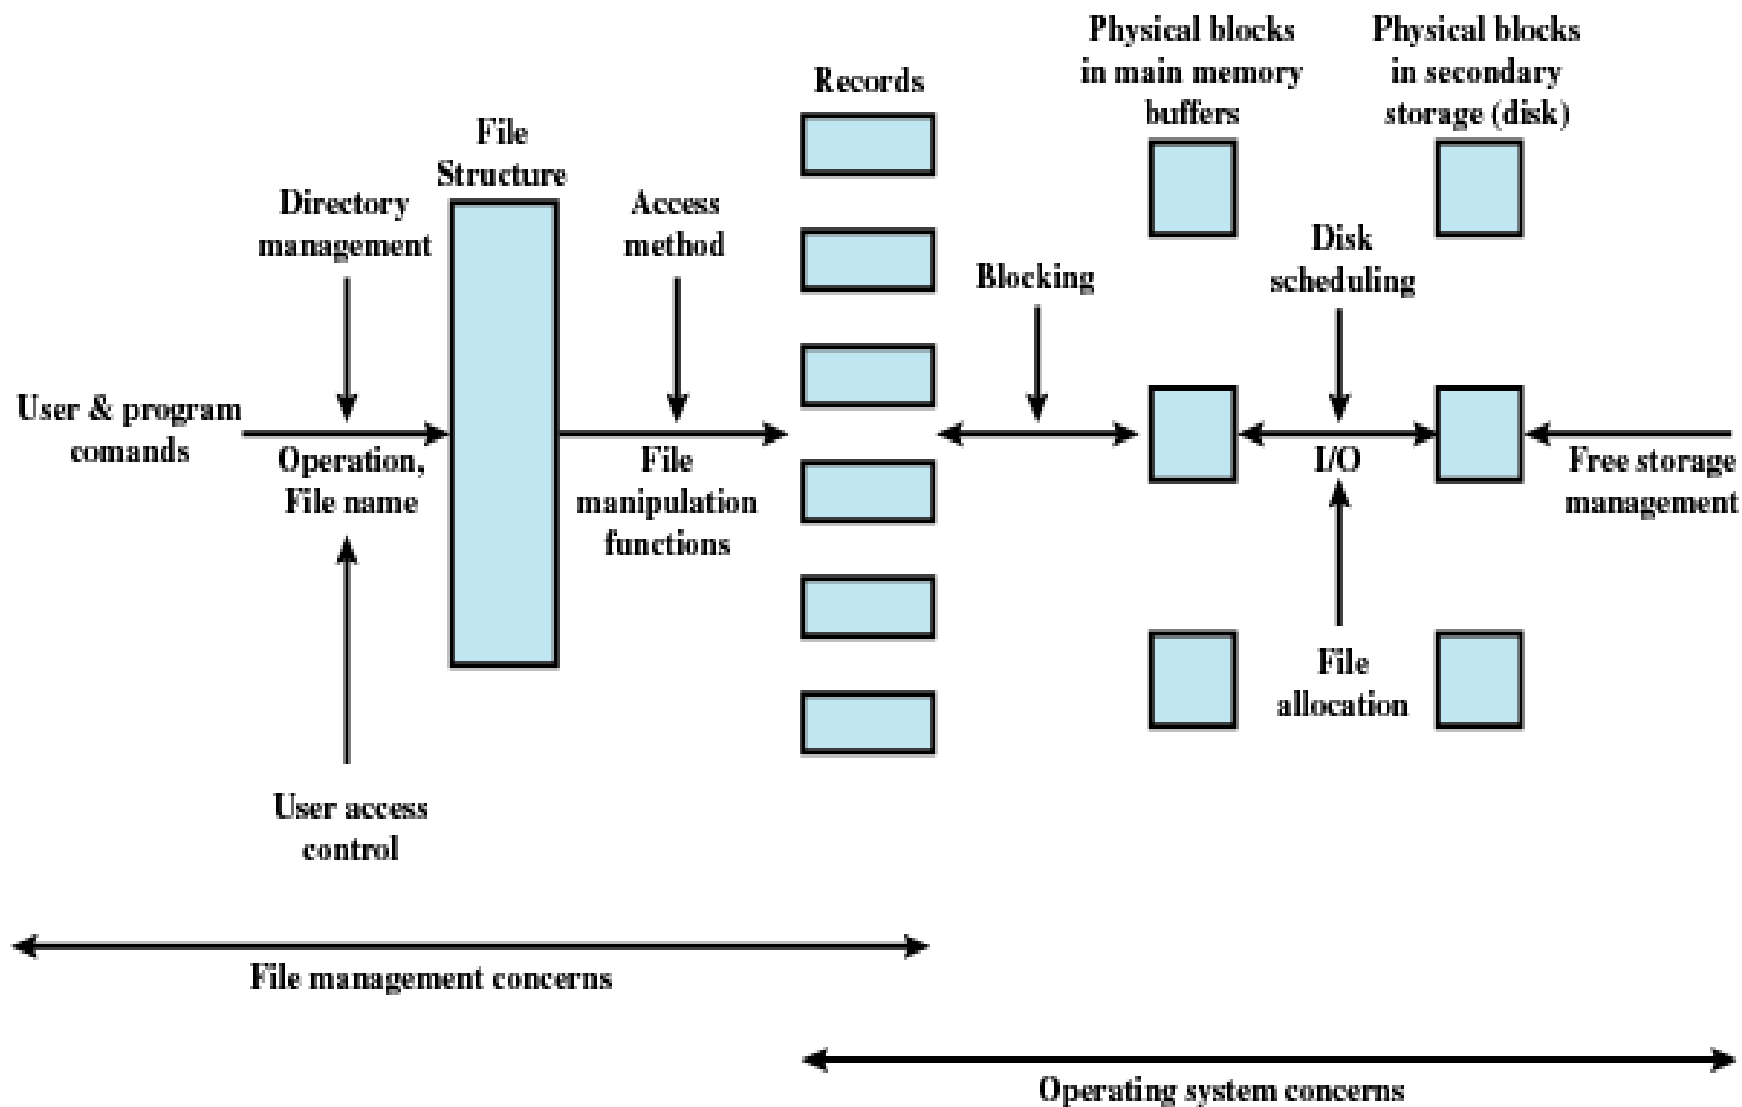 Physical blocks
in main memory
buffers
Physical blocks
in secondary
storage (disk)
Records
File
Structure
Directory
management
Access
method
Blocking
Disk
scheduling
User & program
comands
Operation,
File name
File
manipulation
functions
I/O
Free storage
management
File
allocation
User access
control
File management concerns
Operating system concerns